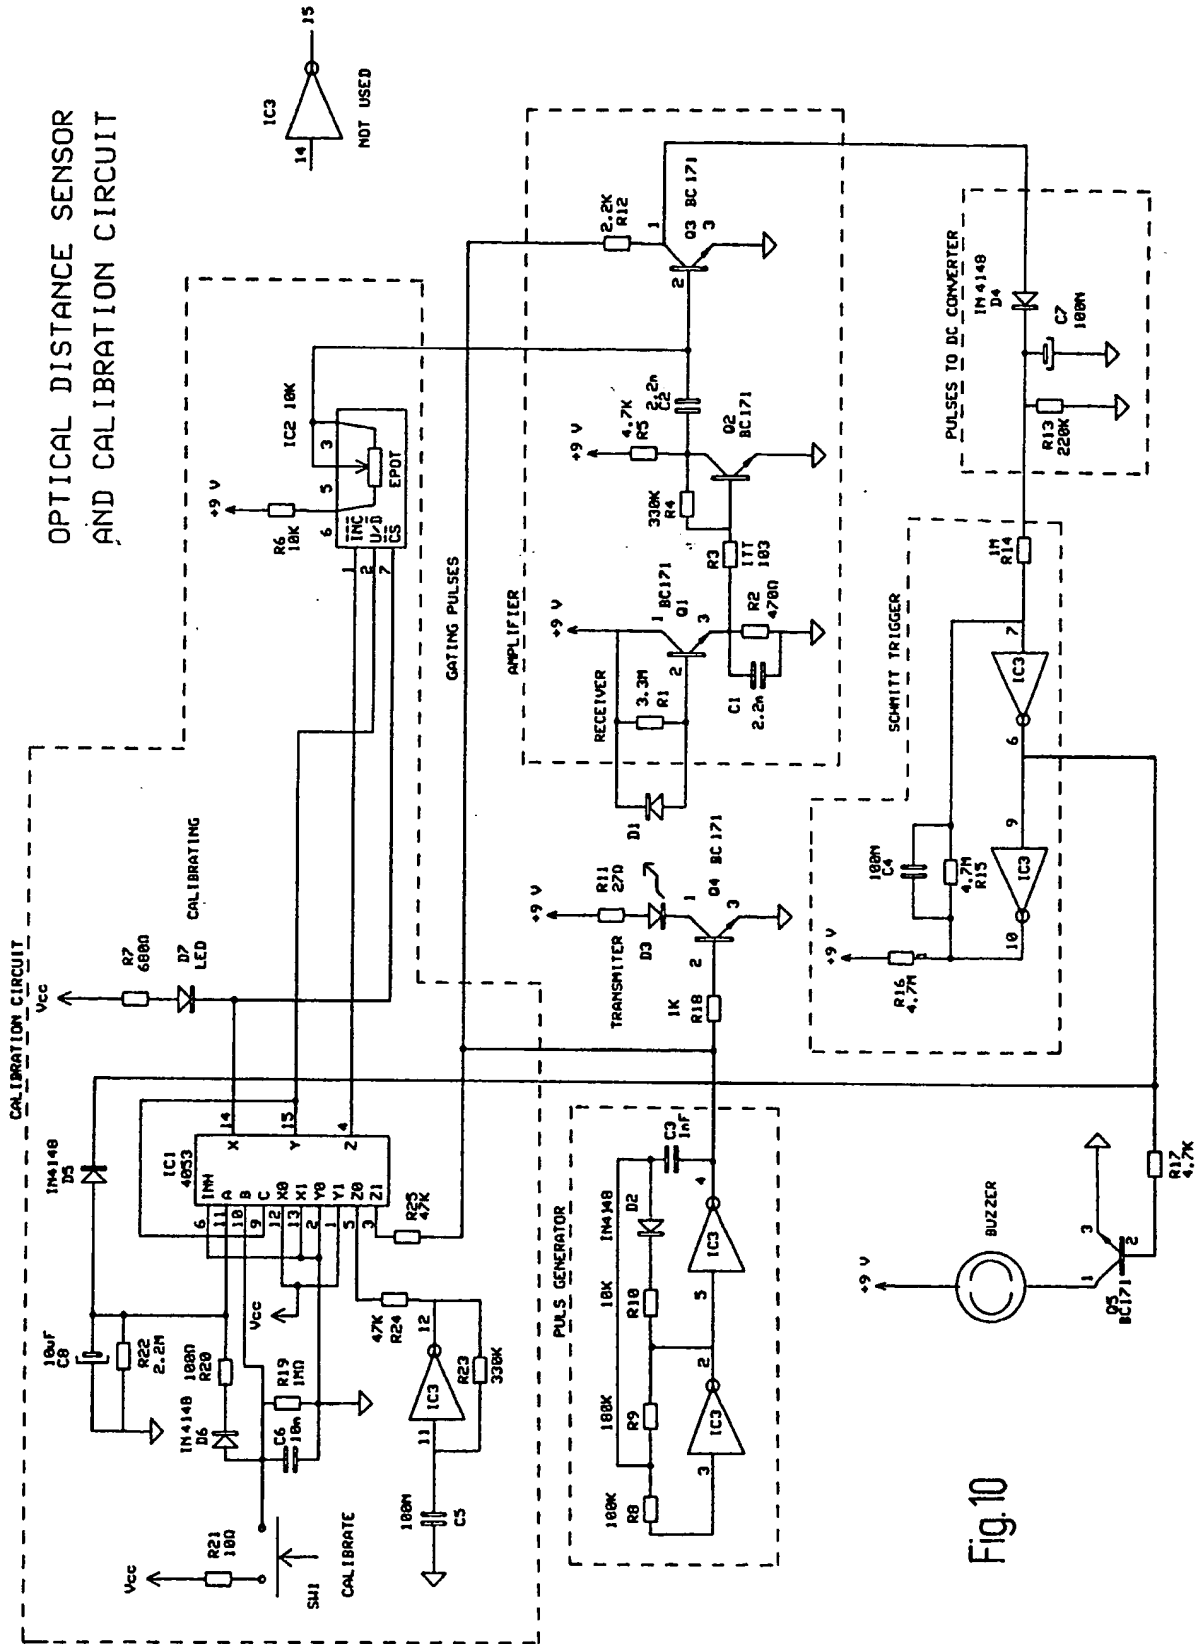 OPTICAL DISTANCE SENSOR
AND CALIBRATION CIRCUIT
IC3
14
15
NOT USED
CALIBRATION CIRCUIT
Vcc
R21
10Ω
SW1
CALIBRATE
10uF
C8
R22
2.2M
100Ω
R20
IN4148
D6
R19
1MΩ
C6
10n
Vcc
IN4148
D5
IC1
4053
INH
A
B
C
X0
X1
Y0
Y1
Z0
Z1
6
11
10
9
12
13
2
1
5
3
X
Y
Z
14
15
4
R25
47K
47K
R24
12
IC3
11
R23
330K
100N
C5
Vcc
R7
680Ω
D7
LED
CALIBRATING
+9 V
R6
10K
IC2 10K
6
5
3
EPOT
INC
U/D
CS
1
2
7
GATING PULSES
PULS GENERATOR
100K
R8
180K
R9
10K
R10
IN4148
D2
C3
1nF
3
IC3
2
5
IC3
4
TRANSMITER
+9 V
R11
27Ω
D3
1K
R18
2
1
3
Q4
BC171
AMPLIFIER
RECEIVER
D1
3.3M
R1
+9 V
1
BC171
Q1
2
3
C1
2.2n
R2
470Ω
R3
ITT
103
330K
R4
+9 V
4.7K
R5
2.2n
C2
Q2
BC171
2.2K
R12
1
Q3 BC171
2
3
PULSES TO DC CONVERTER
IN4148
D4
C7
100N
R13
220K
SCHMITT TRIGGER
1M
R14
7
IC3
6
9
IC3
10
100N
C4
4.7M
R15
+9 V
R16
4.7M
+9 V
BUZZER
1
3
2
Q5
BC171
R17
4.7K
Fig.10